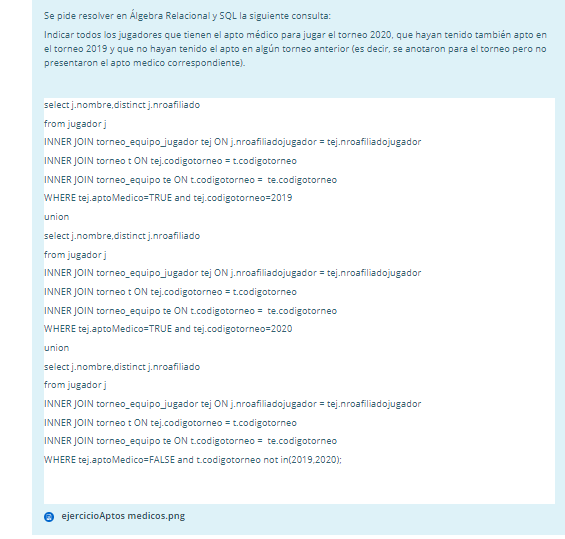 Se pide resolver en Álgebra Relacional y SQL la siguiente consulta:
Indicar todos los jugadores que tienen el apto médico para jugar el torneo 2020, que hayan tenido también apto en
el torneo 2019 y que no hayan tenido el apto en algún torneo anterior (es decir, se anotaron para el torneo pero no
presentaron el apto medico correspondiente).
select j.nombre,distinct j.nroafiliado
from jugador j
INNER JOIN torneo_equipo_jugador tej ON j.nroafiliadojugador = tej.nroafiliadojugador
INNER JOIN torneo t ON tej.codigotorneo = t.codigotorneo
INNER JOIN torneo_equipo te ON t.codigotorneo = te.codigotorneo
WHERE tej.aptoMedico=TRUE and tej.codigotorneo=2019
union
select j.nombre,distinct j.nroafiliado
from jugador j
INNER JOIN torneo_equipo_jugador tej ON j.nroafiliadojugador = tej.nroafiliadojugador
INNER JOIN torneo t ON tej.codigotorneo = t.codigotorneo
INNER JOIN torneo_equipo te ON t.codigotorneo = te.codigotorneo
WHERE tej.aptoMedico=TRUE and tej.codigotorneo=2020
union
select j.nombre,distinct j.nroafiliado
from jugador j
INNER JOIN torneo_equipo_jugador tej ON j.nroafiliadojugador = tej.nroafiliadojugador
INNER JOIN torneo t ON tej.codigotorneo = t.codigotorneo
INNER JOIN torneo_equipo te ON t.codigotorneo = te.codigotorneo
WHERE tej.aptoMedico=FALSE and t.codigotorneo not in(2019,2020);
ejercicioAptos medicos.png